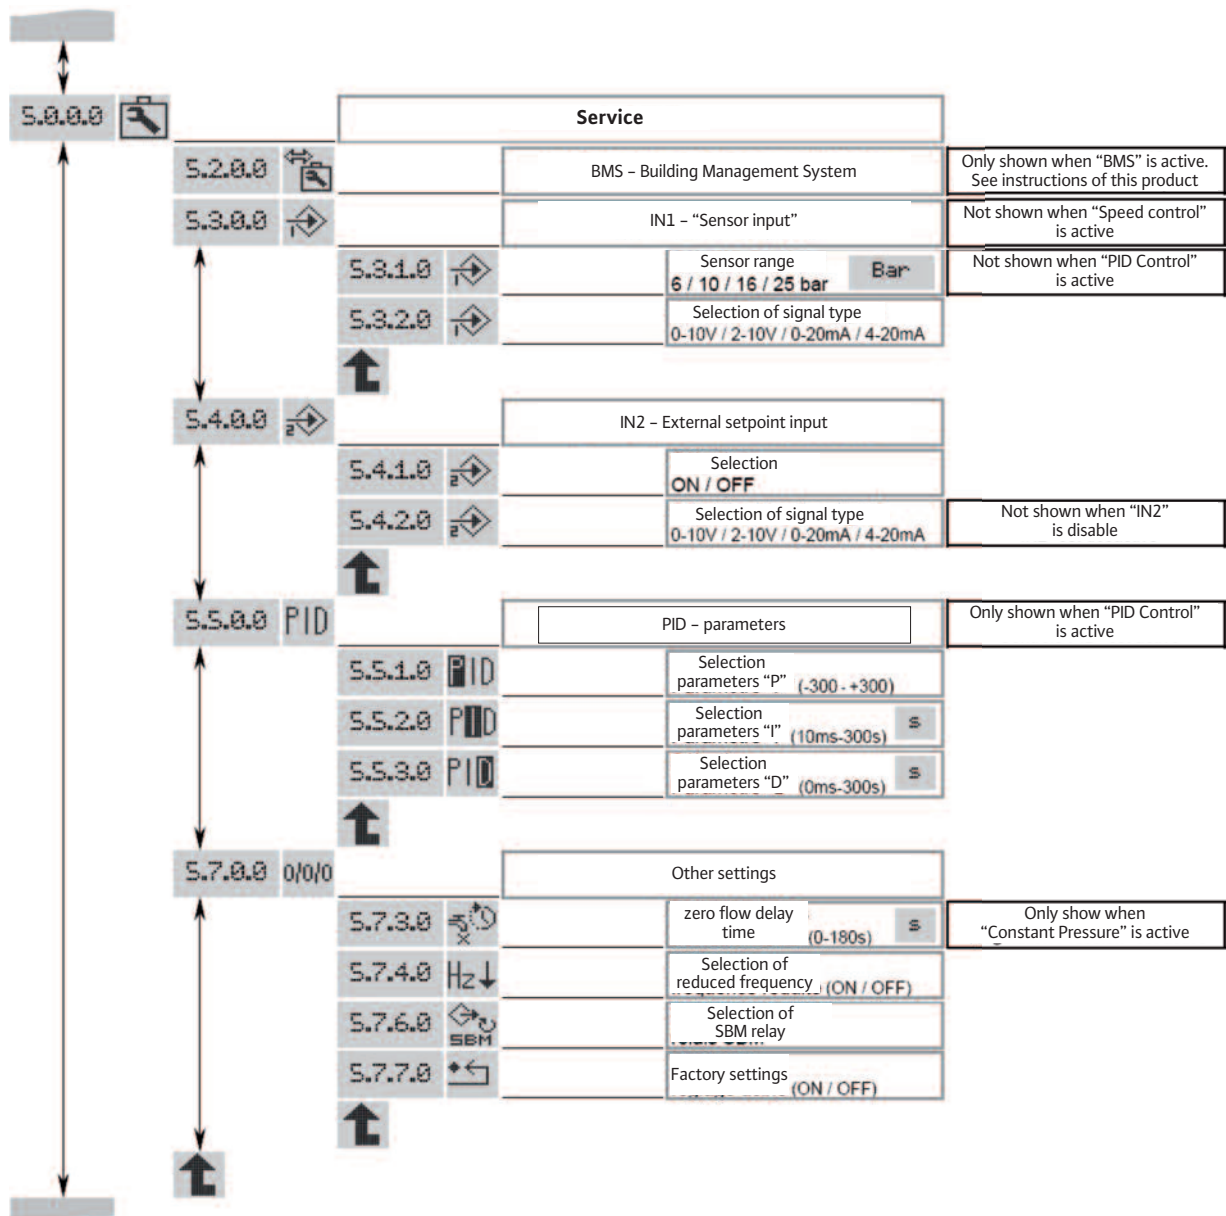 5.0.0.0 Service
5.2.0.0 BMS – Building Management System Only shown when “BMS” is active.
See instructions of this product
5.3.0.0 1 IN1 – “Sensor input” Not shown when “Speed control”
is active
5.3.1.0 1 Sensor range Bar Not shown when “PID Control”
6 / 10 / 16 / 25 bar is active
5.3.2.0 1 Selection of signal type
0-10V / 2-10V / 0-20mA / 4-20mA
5.4.0.0 2 IN2 – External setpoint input
5.4.1.0 2 Selection
ON / OFF
5.4.2.0 2 Selection of signal type Not shown when “IN2”
0-10V / 2-10V / 0-20mA / 4-20mA is disable
5.5.0.0 PID PID – parameters Only shown when “PID Control”
is active
5.5.1.0 PID Selection
parameters “P” (-300 - +300)
5.5.2.0 PID Selection s
parameters “I” (10ms-300s)
5.5.3.0 PID Selection s
parameters “D” (0ms-300s)
5.7.0.0 0/0/0 Other settings
5.7.3.0 zero flow delay s Only show when
time (0-180s) “Constant Pressure” is active
5.7.4.0 Hz Selection of
reduced frequency (ON / OFF)
5.7.6.0 SBM Selection of
SBM relay
5.7.7.0 Factory settings
(ON / OFF)